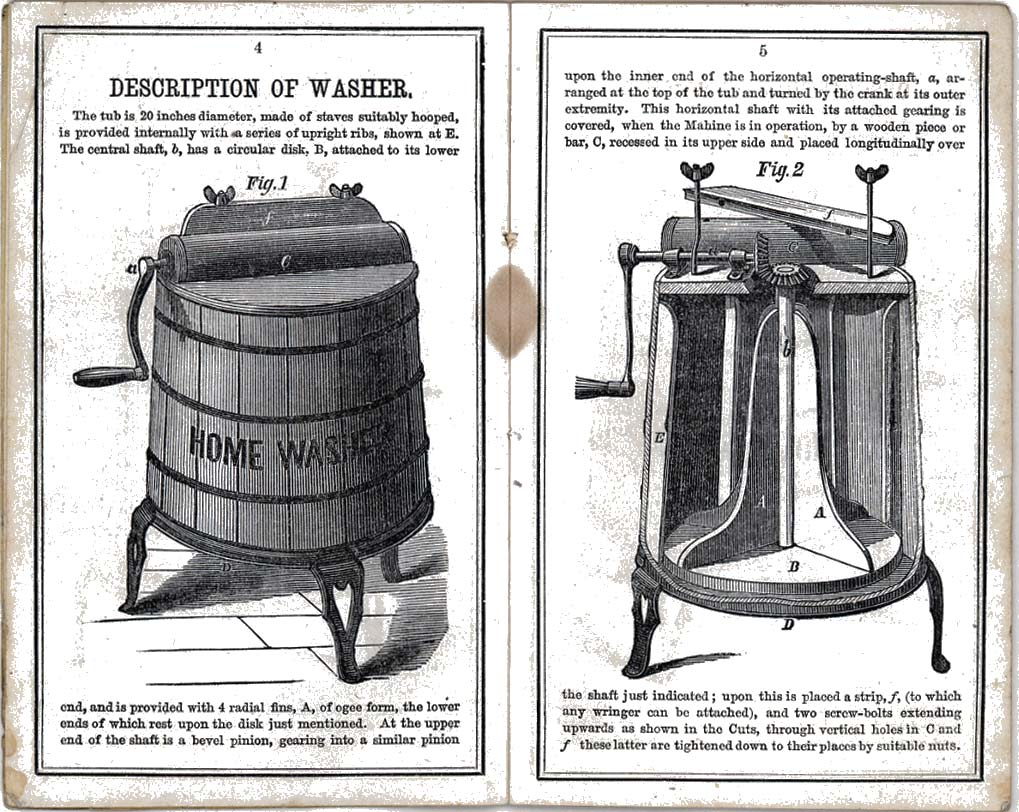 4
DESCRIPTION OF WASHER.
The tub is 20 inches diameter, made of staves suitably hooped,
is provided internally with a series of upright ribs, shown at E.
The central shaft, b, has a circular disk, B, attached to its lower
Fig.1
f
C
a
HOME WASHER
D
end, and is provided with 4 radial fins, A, of ogee form, the lower
ends of which rest upon the disk just mentioned. At the upper
end of the shaft is a bevel pinion, gearing into a similar pinion
5
upon the inner end of the horizontal operating-shaft, a, ar-
ranged at the top of the tub and turned by the crank at its outer
extremity. This horizontal shaft with its attached gearing is
covered, when the Mahine is in operation, by a wooden piece or
bar, C, recessed in its upper side and placed longitudinally over
Fig. 2
f
C
a
b
E
A
A
B
D
the shaft just indicated; upon this is placed a strip, f, (to which
any wringer can be attached), and two screw-bolts extending
upwards as shown in the Cuts, through vertical holes in C and
f these latter are tightened down to their places by suitable nuts.